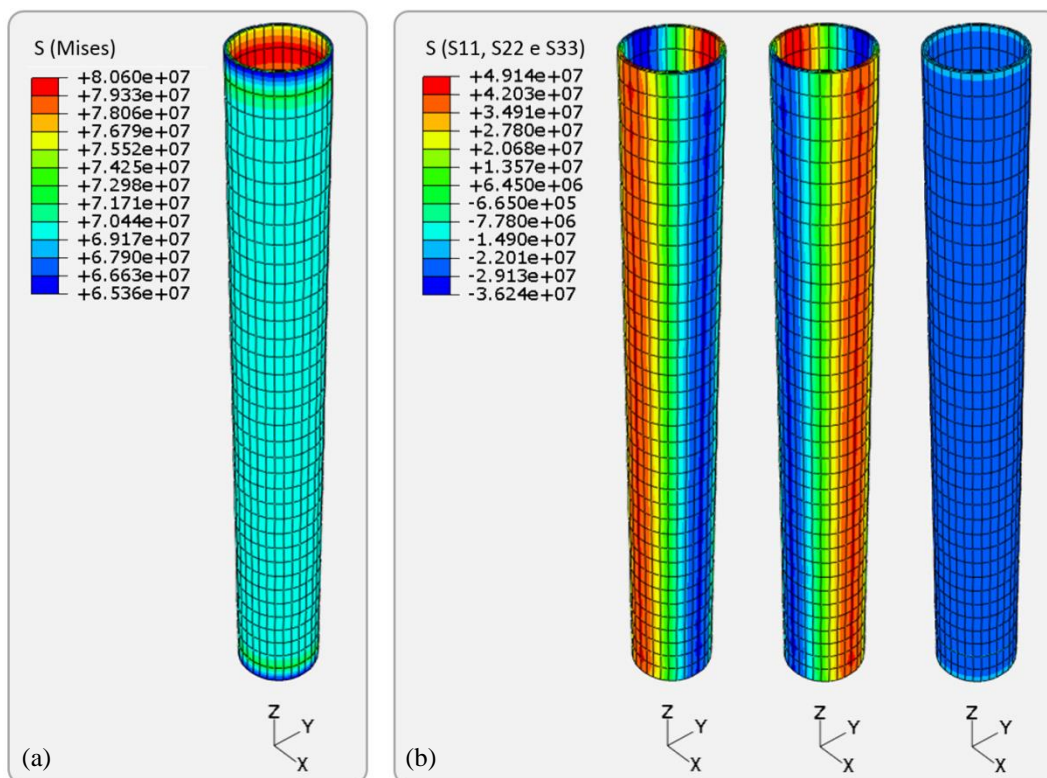 S (Mises)
+8.060e+07
+7.933e+07
+7.806e+07
+7.679e+07
+7.552e+07
+7.425e+07
+7.298e+07
+7.171e+07
+7.044e+07
+6.917e+07
+6.790e+07
+6.663e+07
+6.536e+07
Z
Y
X
(a)
S (S11, S22 e S33)
+4.914e+07
+4.203e+07
+3.491e+07
+2.780e+07
+2.068e+07
+1.357e+07
+6.450e+06
-6.650e+05
-7.780e+06
-1.490e+07
-2.201e+07
-2.913e+07
-3.624e+07
Z
Y
X
Z
Y
X
Z
Y
X
(b)